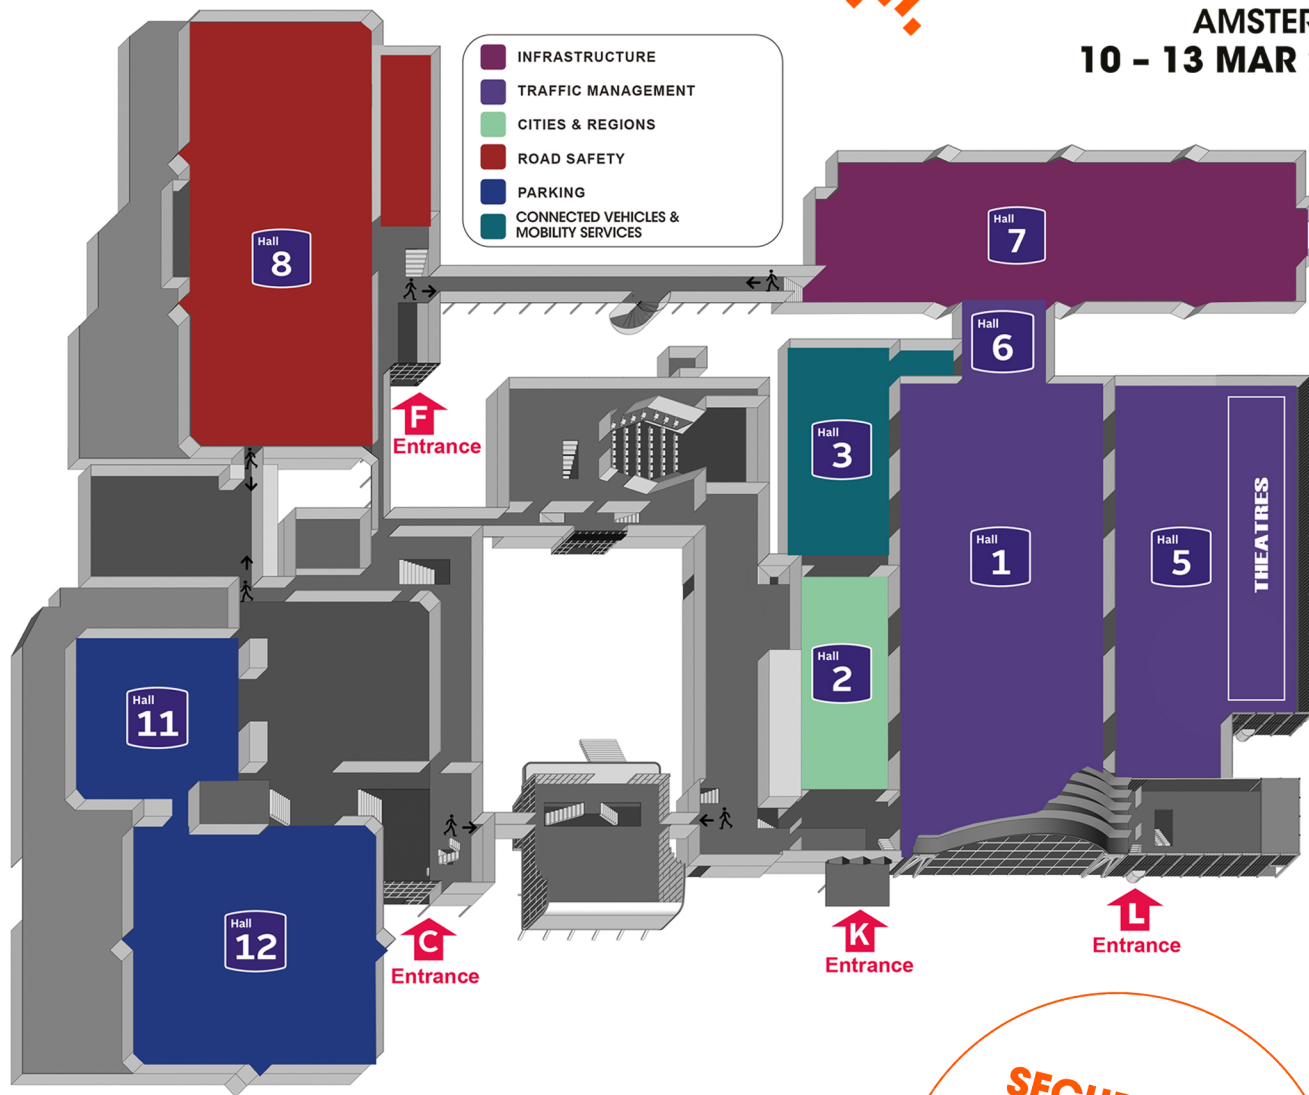 10 – 13 MAR
INFRASTRUCTURE
TRAFFIC MANAGEMENT
CITIES & REGIONS
ROAD SAFETY
PARKING
CONNECTED VEHICLES &
MOBILITY SERVICES
Hall
8
Hall
7
Hall
6
F
Entrance
Hall
3
Hall
1
Hall
5
THEATRES
Hall
2
Hall
11
Hall
12
C
Entrance
K
Entrance
L
Entrance